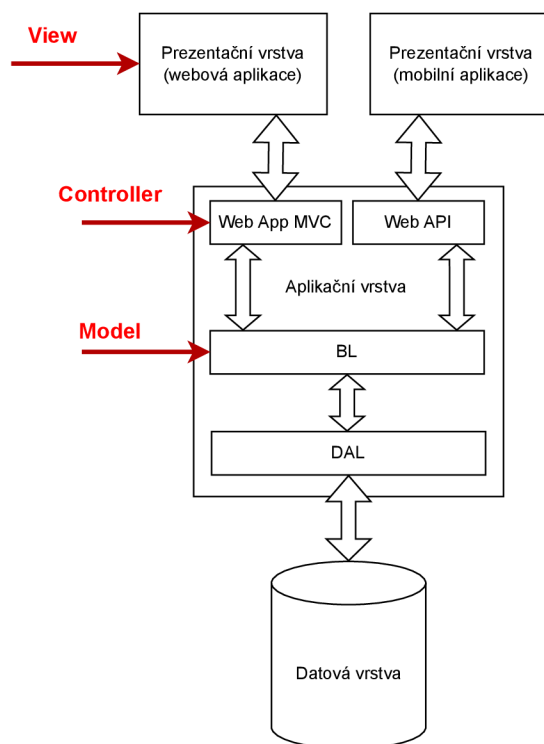 View
Prezentační vrstva
(webová aplikace)
Prezentační vrstva
(mobilní aplikace)
Controller
Web App MVC
Web API
Aplikační vrstva
Model
BL
DAL
Datová vrstva